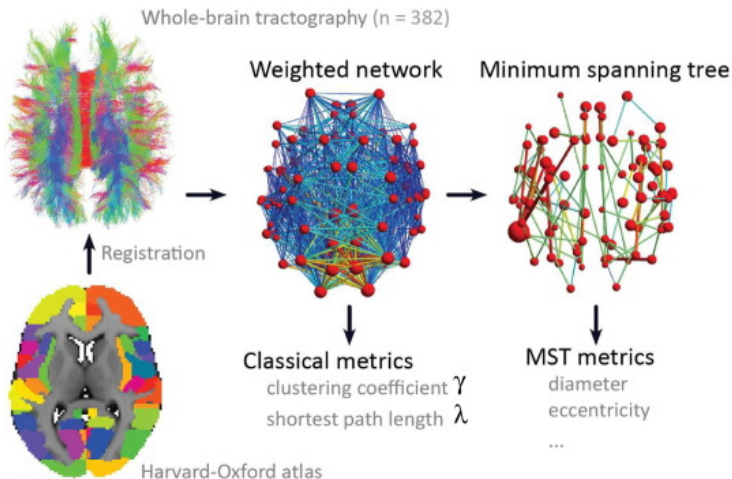 Whole-brain tractography (n = 382)
Weighted network
Minimum spanning tree
Registration
Classical metrics
clustering coefficient γ
shortest path length λ
MST metrics
diameter
eccentricity
...
Harvard-Oxford atlas